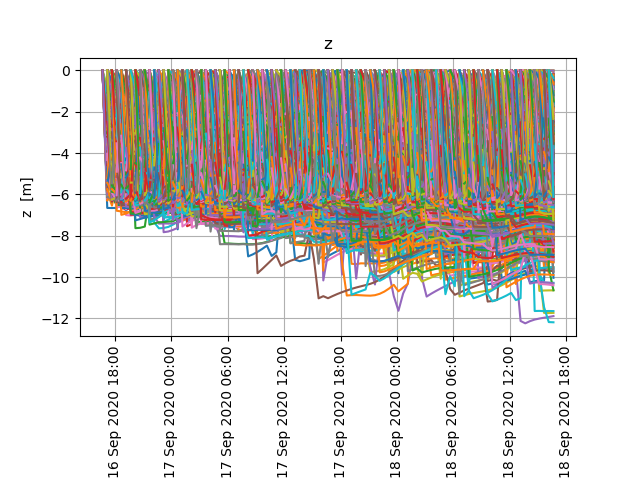 z
z [m]
0
−2
−4
−6
−8
−10
−12
16 Sep 2020 18:00
17 Sep 2020 00:00
17 Sep 2020 06:00
17 Sep 2020 12:00
17 Sep 2020 18:00
18 Sep 2020 00:00
18 Sep 2020 06:00
18 Sep 2020 12:00
18 Sep 2020 18:00